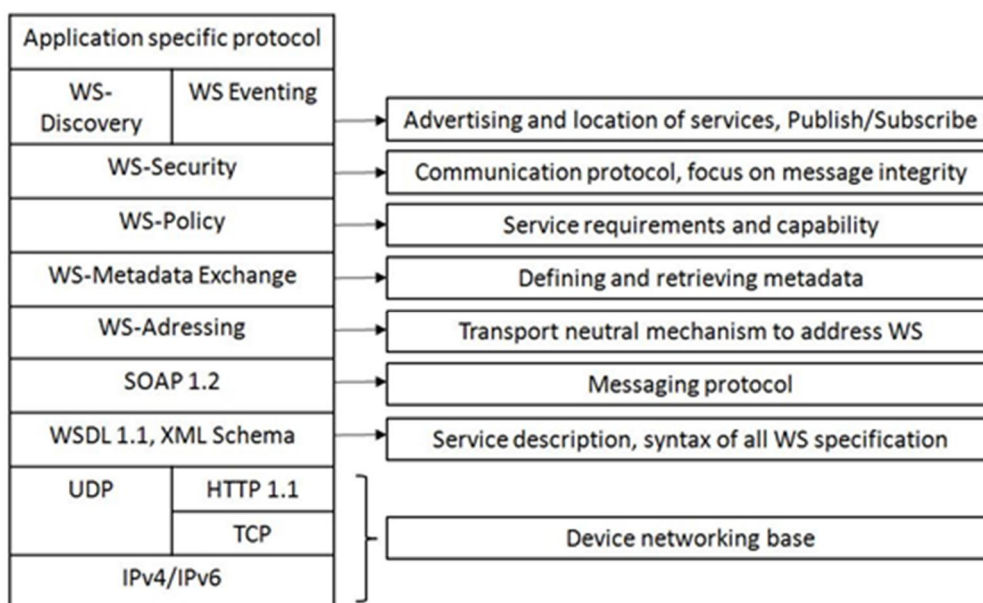 Application specific protocol
WS-
Discovery
WS Eventing
Advertising and location of services, Publish/Subscribe
WS-Security
Communication protocol, focus on message integrity
WS-Policy
Service requirements and capability
WS-Metadata Exchange
Defining and retrieving metadata
WS-Adressing
Transport neutral mechanism to address WS
SOAP 1.2
Messaging protocol
WSDL 1.1, XML Schema
Service description, syntax of all WS specification
UDP
HTTP 1.1
TCP
Device networking base
IPv4/IPv6